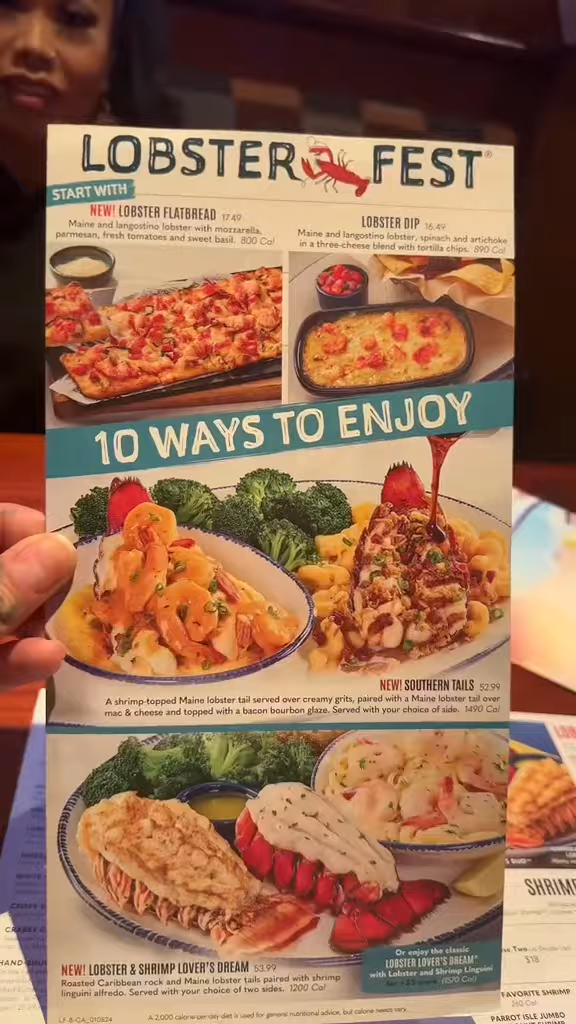 LOBSTER FEST®
START WITH
NEW! LOBSTER FLATBREAD 17.49
Maine and langostino lobster with mozzarella,
parmesan, fresh tomatoes and sweet basil. 800 Cal
LOBSTER DIP 16.49
Maine and langostino lobster, spinach and artichoke
in a three-cheese blend with tortilla chips. 890 Cal
10 WAYS TO ENJOY
NEW! SOUTHERN TAILS 52.99
A shrimp-topped Maine lobster tail served over creamy grits, paired with a Maine lobster tail over
mac & cheese and topped with a bacon bourbon glaze. Served with your choice of side. 1490 Cal
NEW! LOBSTER & SHRIMP LOVER'S DREAM 53.99
Roasted Caribbean rock and Maine lobster tails paired with shrimp
linguini alfredo. Served with your choice of two sides. 1200 Cal
Or enjoy the classic
LOBSTER LOVER'S DREAM®
with Lobster and Shrimp Linguini
(1570 Cal)
LF-B-CA_010824
A 2,000 calorie per day diet is used for general nutritional advice, but calorie needs vary.
SHRIM
$18
FAVORITE SHRIMP
260 Cal
PARROT ISLE JUMBO